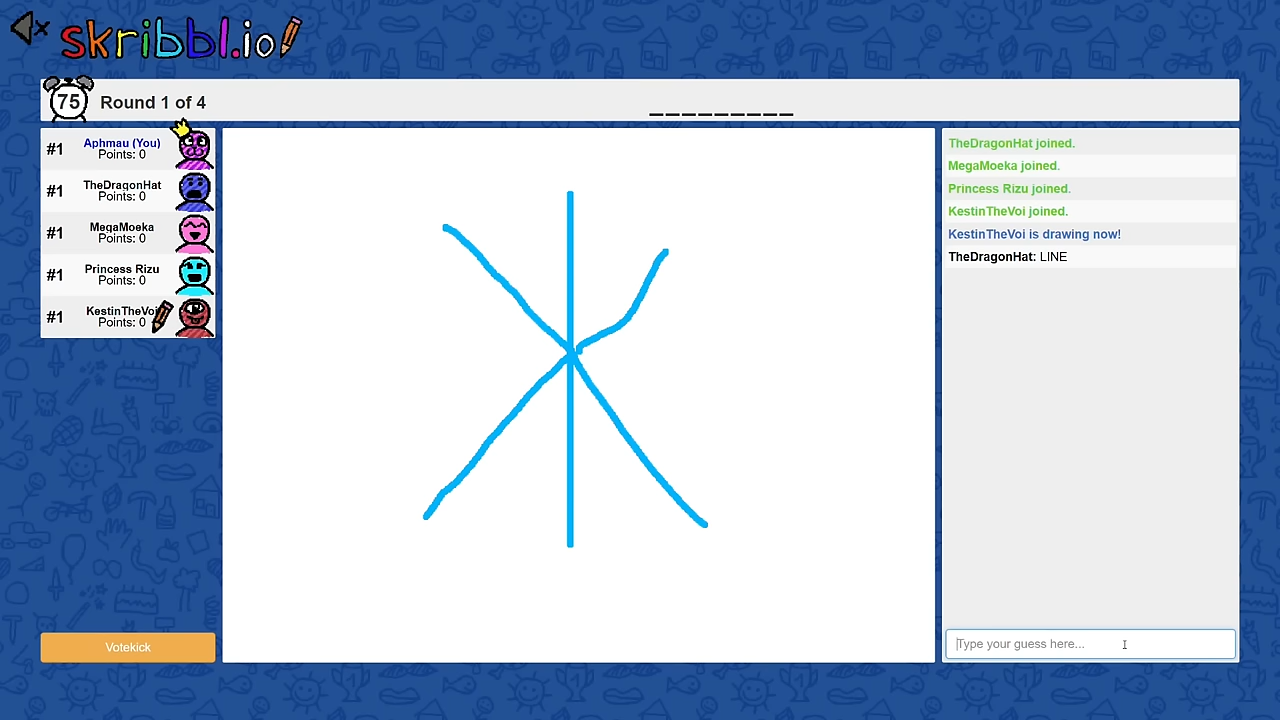 skribbl.io
75
Round 1 of 4
_________
#1
Aphmau (You)
Points: 0
#1
TheDragonHat
Points: 0
#1
MegaMoeka
Points: 0
#1
Princess Rizu
Points: 0
#1
KestinTheVoi
Points: 0
Votekick
TheDragonHat joined.
MegaMoeka joined.
Princess Rizu joined.
KestinTheVoi joined.
KestinTheVoi is drawing now!
TheDragonHat: LINE
Type your guess here...